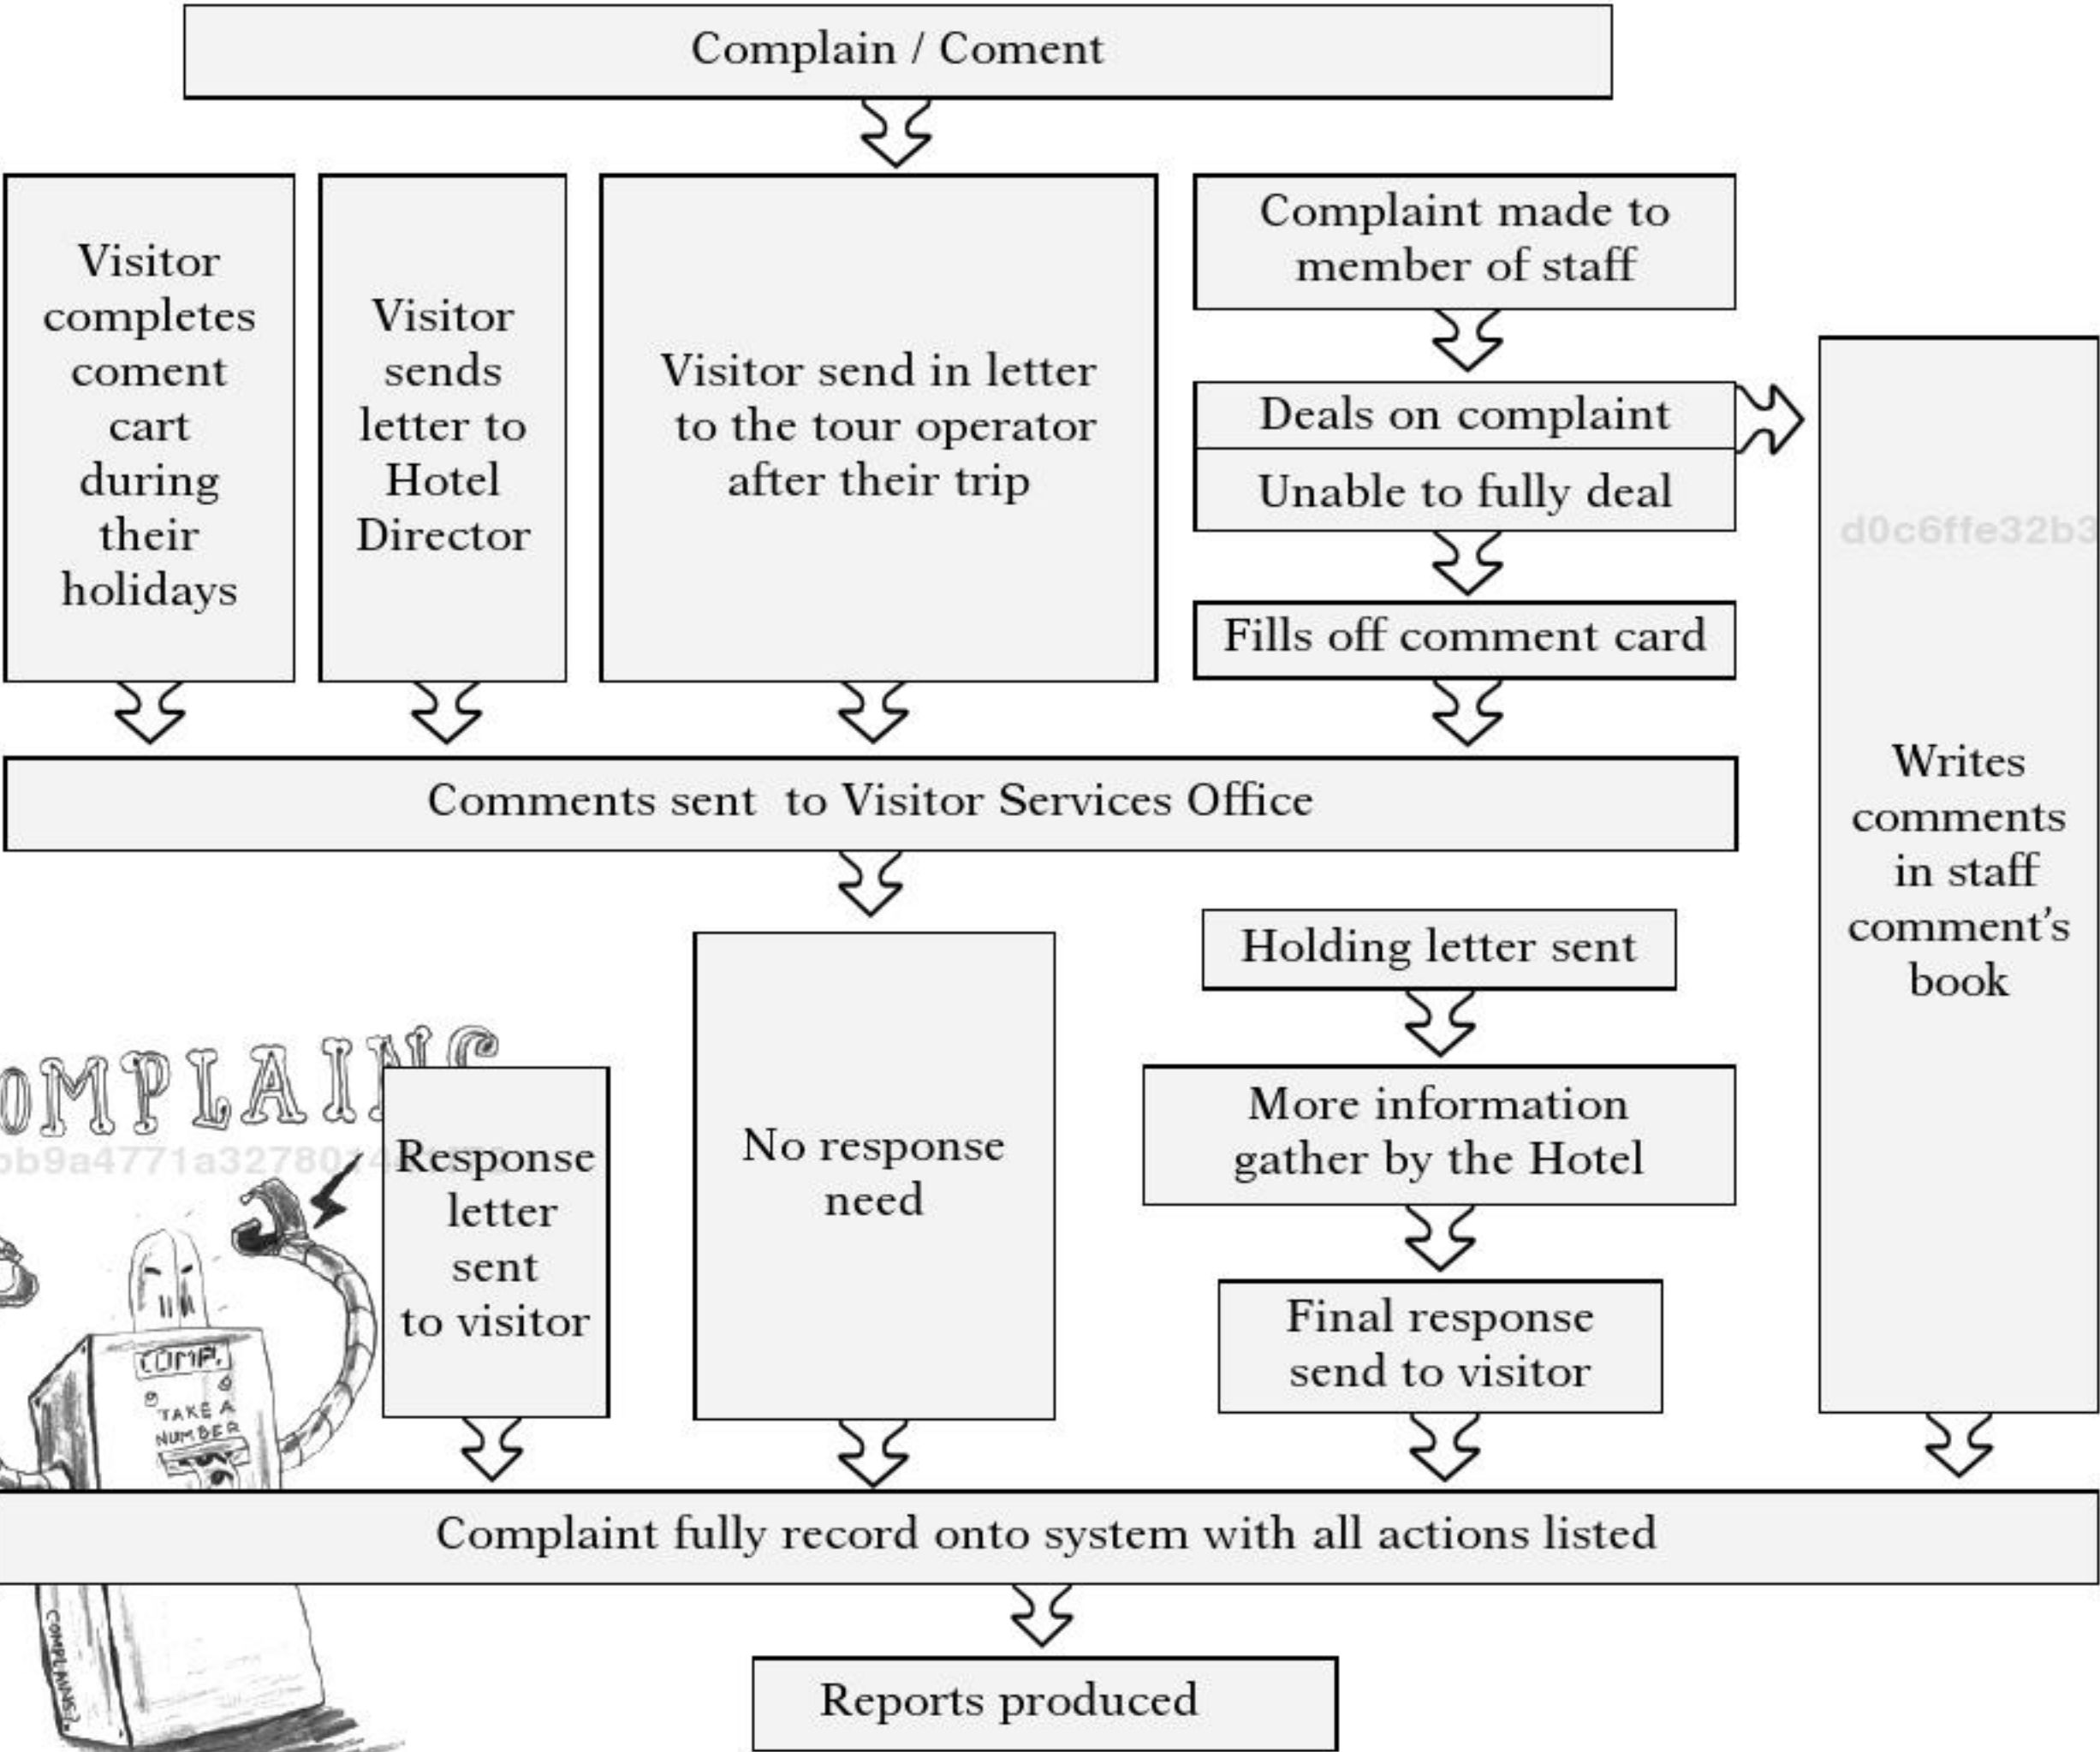 Complain / Coment
Visitor
completes
coment
cart
during
their
holidays
Visitor
sends
letter to
Hotel
Director
Visitor send in letter
to the tour operator
after their trip
Complaint made to
member of staff
Deals on complaint
Unable to fully deal
Fills off comment card
d0c6ffe32b3
Comments sent to Visitor Services Office
Writes
comments
in staff
comment's
book
Holding letter sent
More information
gather by the Hotel
Final response
send to visitor
No response
need
OMPLAING
Response
letter
sent
to visitor
COMP.
TAKE A
NUMBER
Complaint fully record onto system with all actions listed
Reports produced